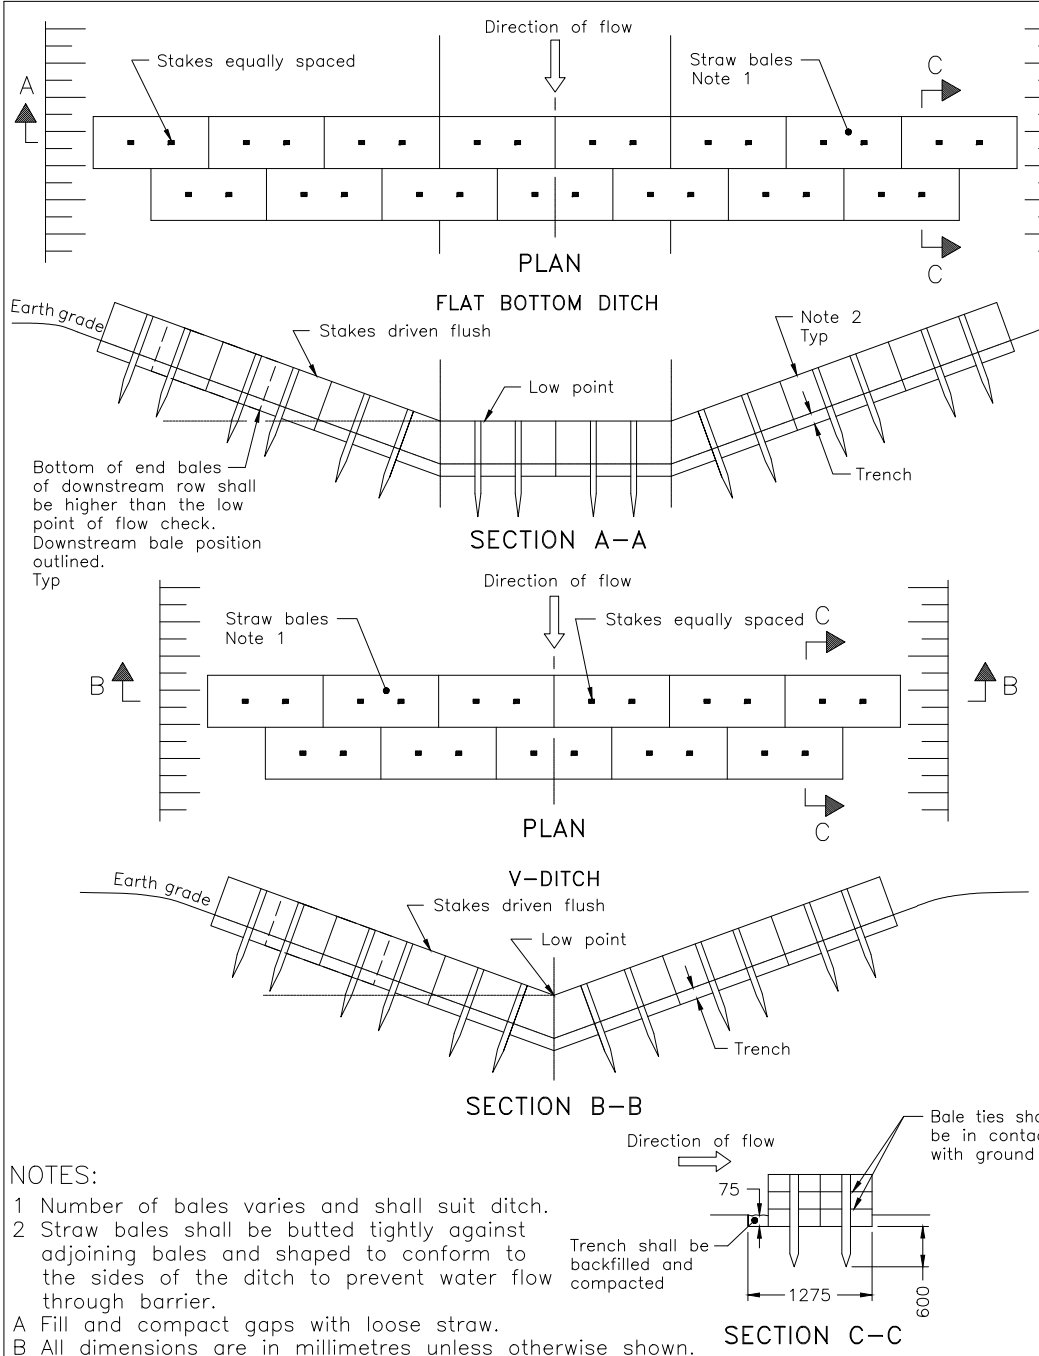 Direction of flow
Stakes equally spaced
Straw bales
Note 1
A
C
C
PLAN
FLAT BOTTOM DITCH
Earth grade
Stakes driven flush
Note 2
Typ
Low point
Bottom of end bales
of downstream row shall
be higher than the low
point of flow check.
Downstream bale position
outlined.
Typ
Trench
SECTION A-A
Direction of flow
Straw bales
Note 1
Stakes equally spaced
C
B
B
C
PLAN
V-DITCH
Earth grade
Stakes driven flush
Low point
Trench
SECTION B-B
Direction of flow
Bale ties
be in
with ground
75
Trench shall be
backfilled and
compacted
1275
600
SECTION C-C
NOTES:
1 Number of bales varies and shall suit ditch.
2 Straw bales shall be butted tightly against
adjoining bales and shaped to conform to
the sides of the ditch to prevent water flow
through barrier.
A Fill and compact gaps with loose straw.
B All dimensions are in millimetres unless otherwise shown.